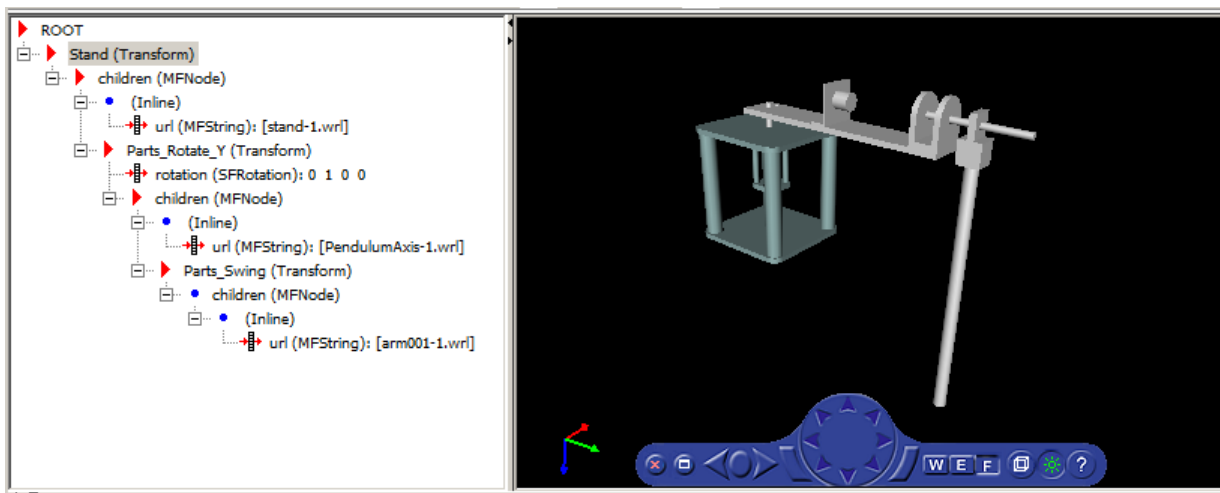 ROOT
Stand (Transform)
children (MFNode)
(Inline)
url (MFString): [stand-1.wrl]
Parts_Rotate_Y (Transform)
rotation (SFRotation): 0 1 0 0
children (MFNode)
(Inline)
url (MFString): [PendulumAxis-1.wrl]
Parts_Swing (Transform)
children (MFNode)
(Inline)
url (MFString): [arm001-1.wrl]
W E F ?